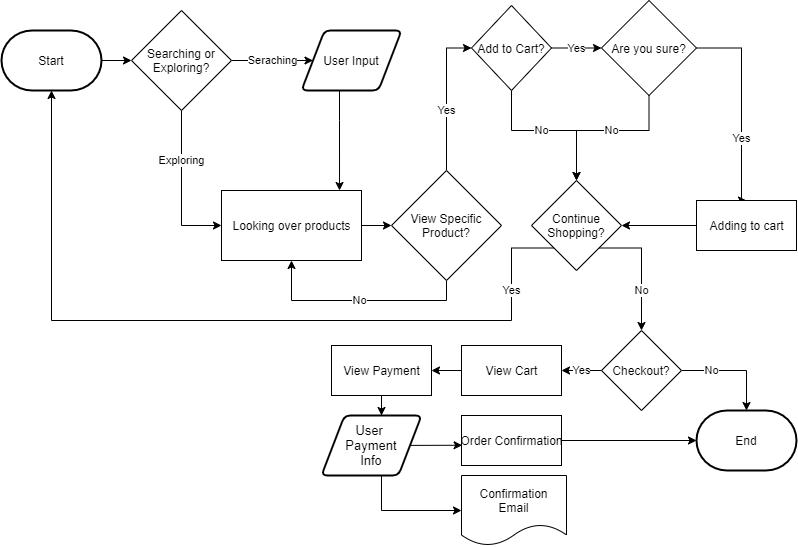 Start
Searching or
Exploring?
Seraching
User Input
Exploring
Looking over products
View Specific
Product?
No
Yes
Add to Cart?
Yes
Are you sure?
No
No
Yes
Adding to cart
Continue
Shopping?
Yes
No
Checkout?
Yes
No
View Cart
View Payment
User
Payment
Info
Order Confirmation
End
Confirmation
Email